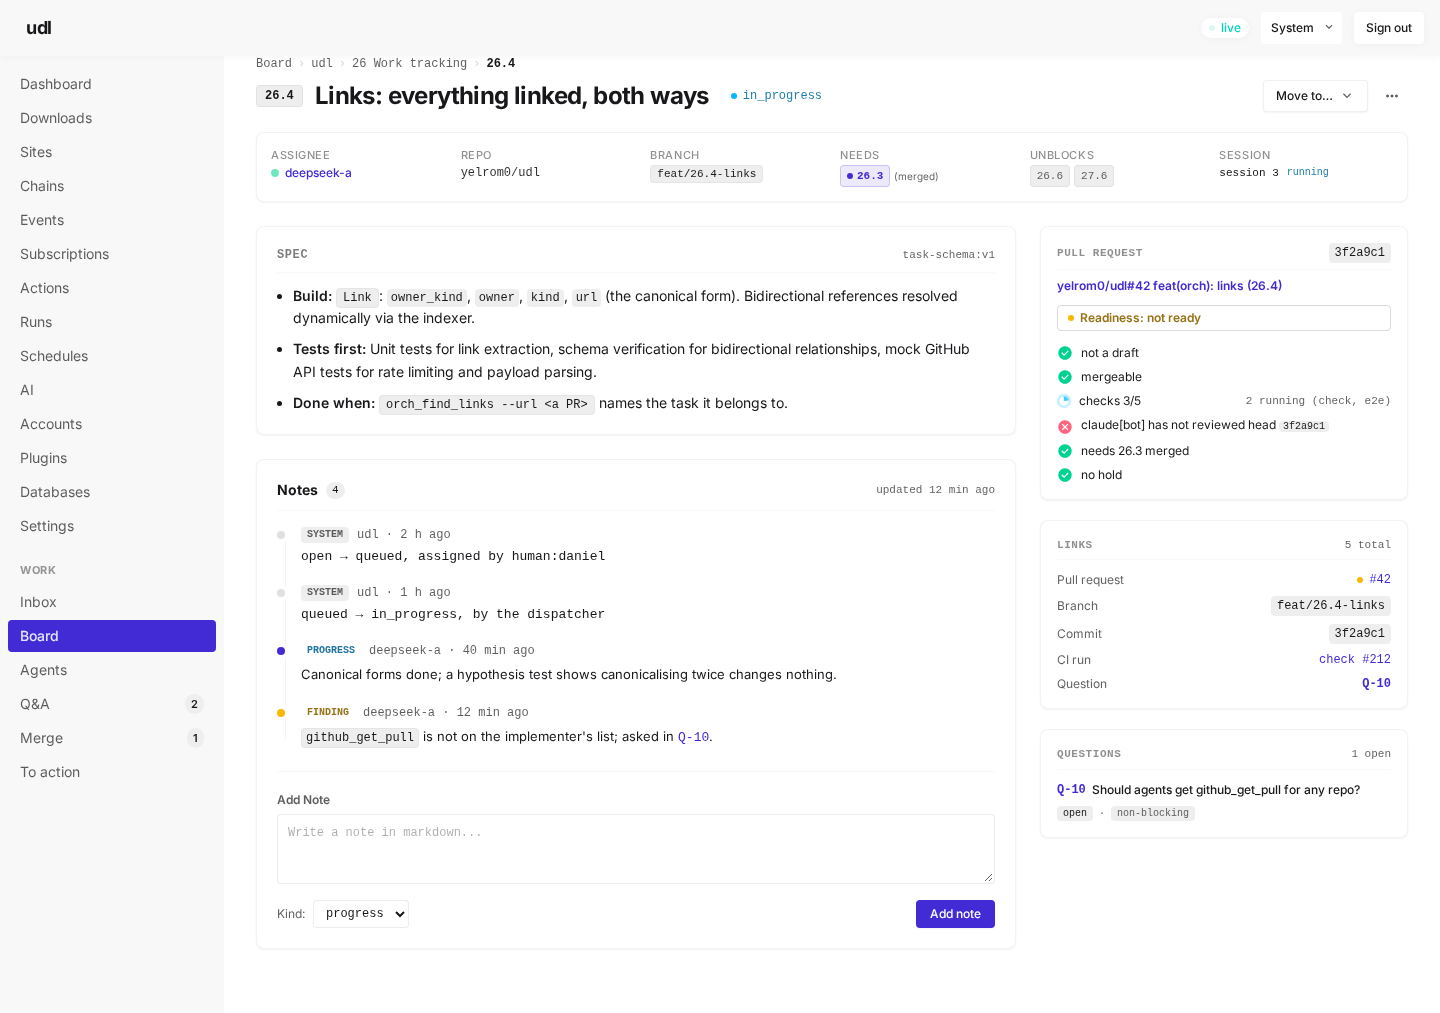 udl
live
System
Sign out
Dashboard
Downloads
Sites
Chains
Events
Subscriptions
Actions
Runs
Schedules
AI
Accounts
Plugins
Databases
Settings
WORK
Inbox
Board
Agents
Q&A 2
Merge 1
To action
Board › udl › 26 Work tracking › 26.4
26.4 Links: everything linked, both ways in_progress
Move to...
ASSIGNEE
deepseek-a
REPO
yelrom0/udl
BRANCH
feat/26.4-links
NEEDS
26.3 (merged)
UNBLOCKS
26.6 27.6
SESSION
session 3 running
SPEC task-schema:v1
• Build: Link: owner_kind, owner, kind, url (the canonical form). Bidirectional references resolved
dynamically via the indexer.
• Tests first: Unit tests for link extraction, schema verification for bidirectional relationships, mock GitHub
API tests for rate limiting and payload parsing.
• Done when: orch_find_links --url <a PR> names the task it belongs to.
Notes 4 updated 12 min ago
SYSTEM udl · 2 h ago
open → queued, assigned by human:daniel
SYSTEM udl · 1 h ago
queued → in_progress, by the dispatcher
PROGRESS deepseek-a · 40 min ago
Canonical forms done; a hypothesis test shows canonicalising twice changes nothing.
FINDING deepseek-a · 12 min ago
github_get_pull is not on the implementer's list; asked in Q-10.
Add Note
Write a note in markdown...
Kind: progress
Add note
PULL REQUEST 3f2a9c1
yelrom0/udl#42 feat(orch): links (26.4)
Readiness: not ready
not a draft
mergeable
checks 3/5 2 running (check, e2e)
claude[bot] has not reviewed head 3f2a9c1
needs 26.3 merged
no hold
LINKS 5 total
Pull request #42
Branch feat/26.4-links
Commit 3f2a9c1
CI run check #212
Question Q-10
QUESTIONS 1 open
Q-10 Should agents get github_get_pull for any repo?
open · non-blocking